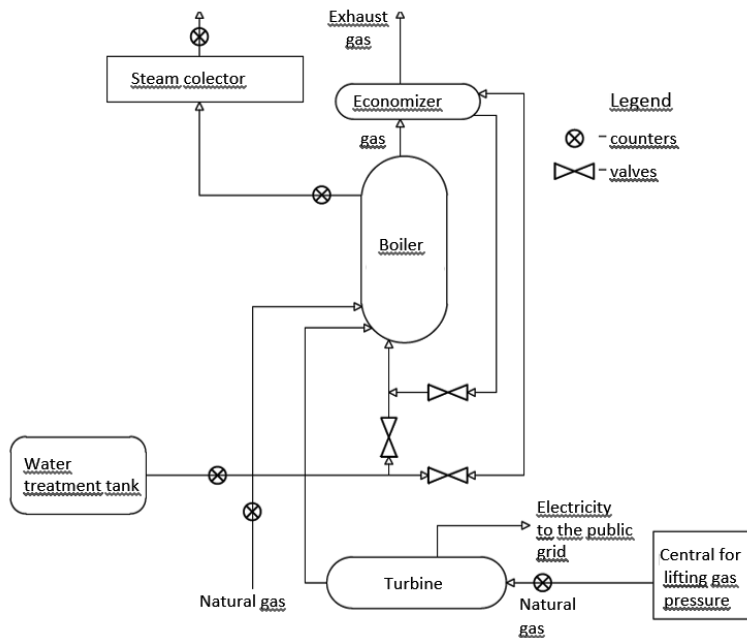 Exhaust
gas
Steam colector
Economizer
gas
Legend
– counters
– valves
Boiler
Water
treatment tank
Electricity
to the public
grid
Central for
lifting gas
pressure
Turbine
Natural gas
Natural
gas